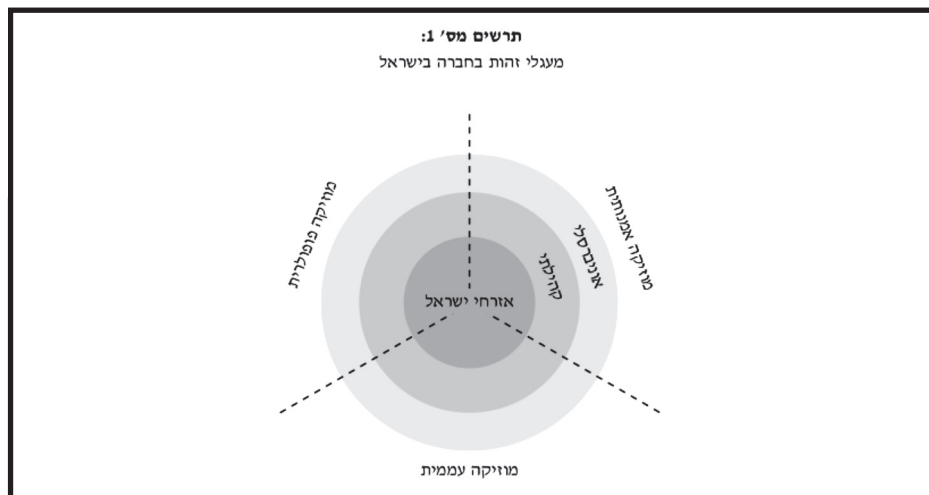 תרשים מס' 1:
מעגלי זהות בחברה בישראל
מוזיקה אמנותית
אוניברסלי
קהילתי
אזרחי ישראל
מוזיקה פופולרית
מוזיקה עממית